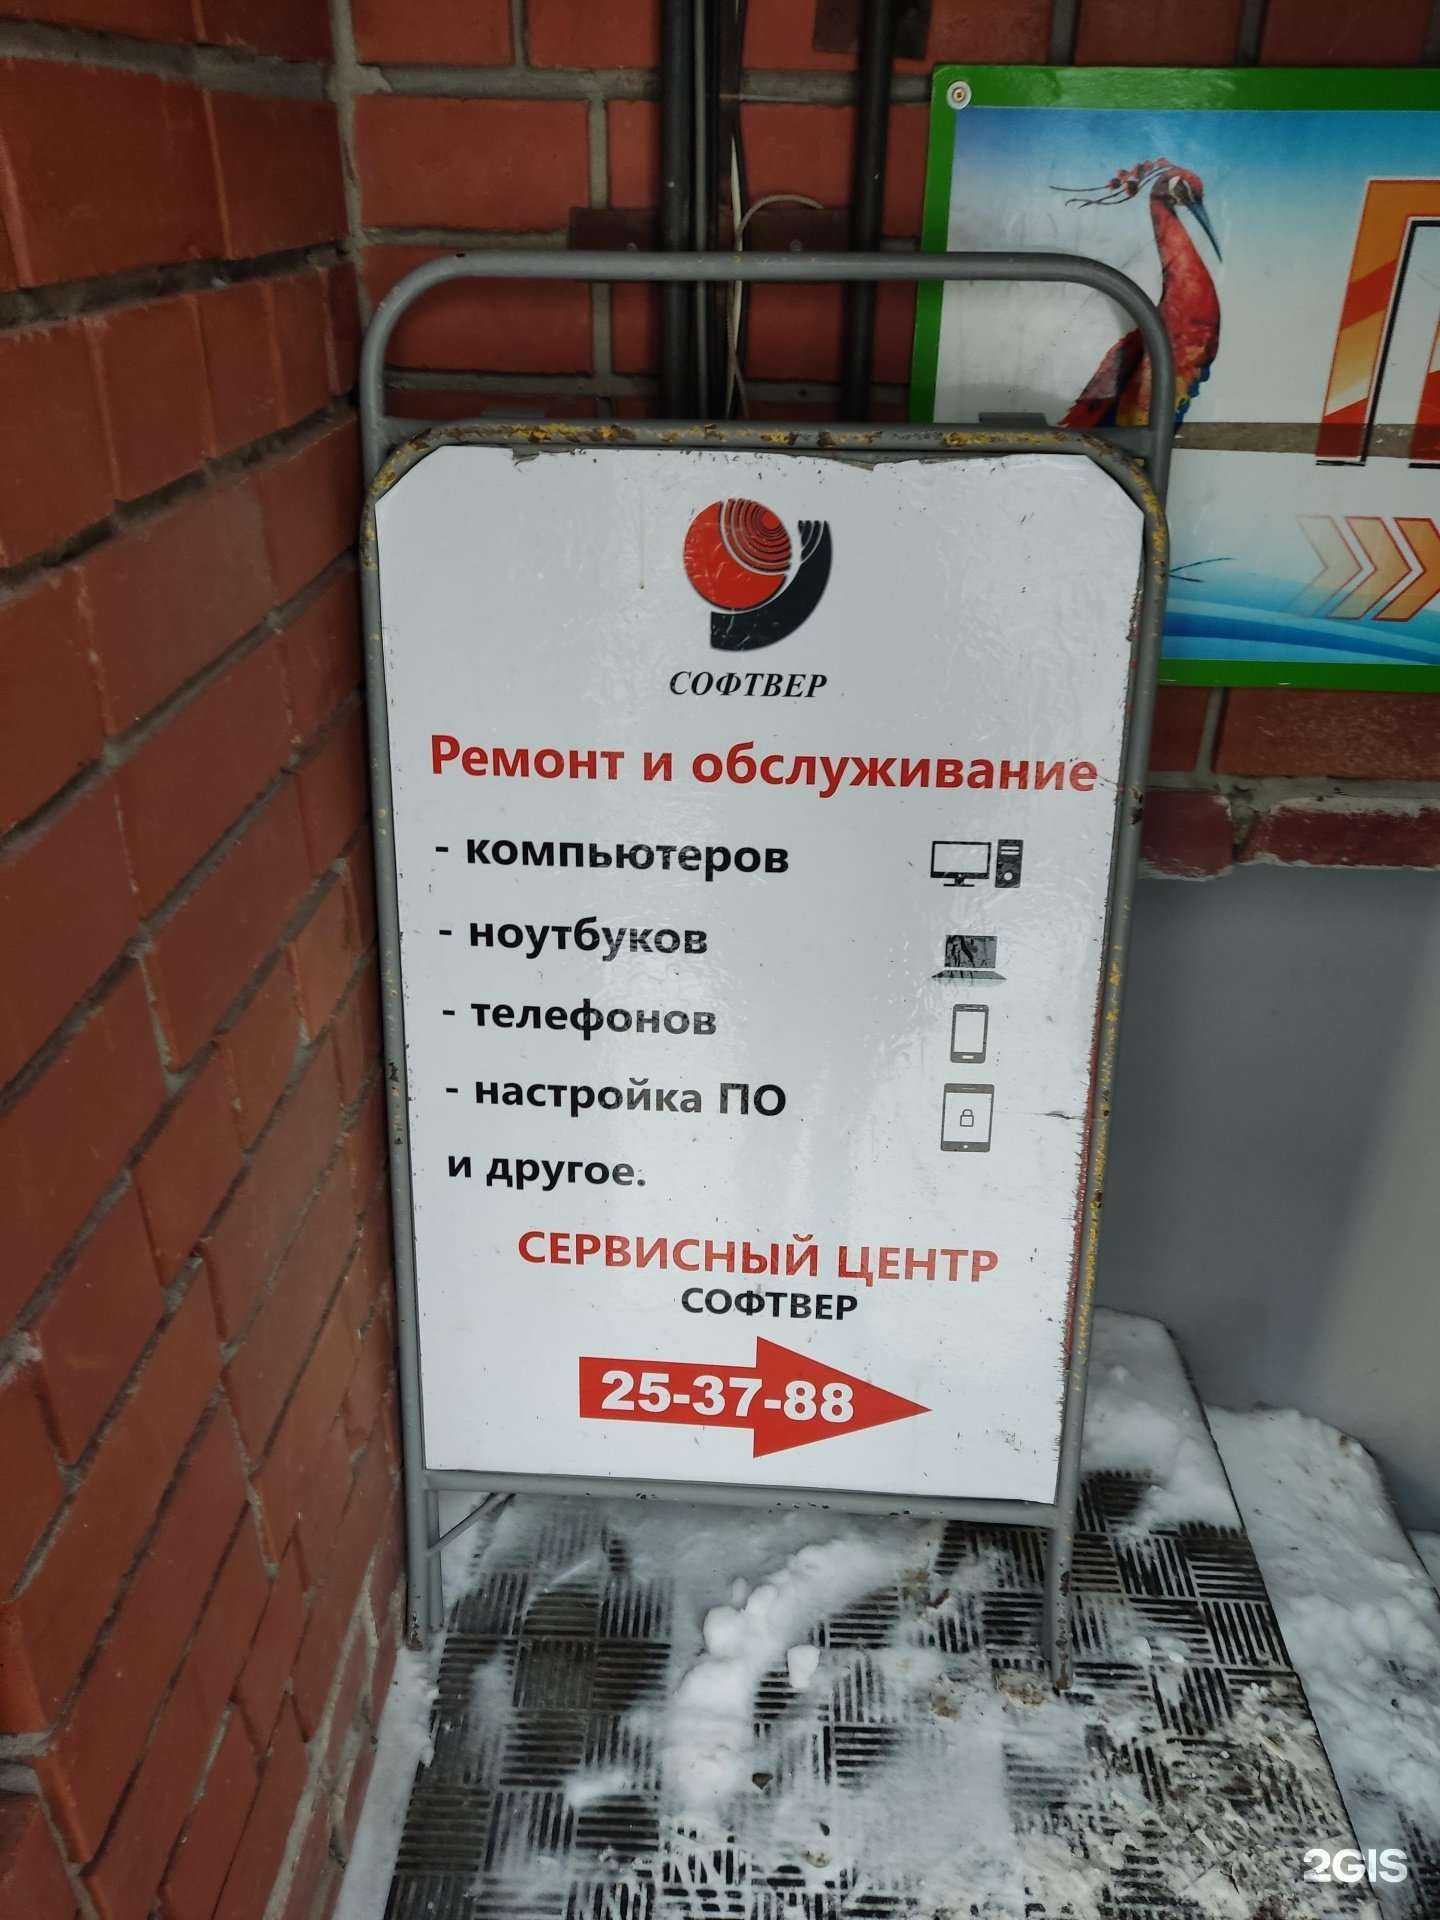 СОФТВЕР
Ремонт и обслуживание
- компьютеров
- ноутбуков
- телефонов
- настройка ПО
и другое.
СЕРВИСНЫЙ ЦЕНТР
СОФТВЕР
25-37-88
2GIS